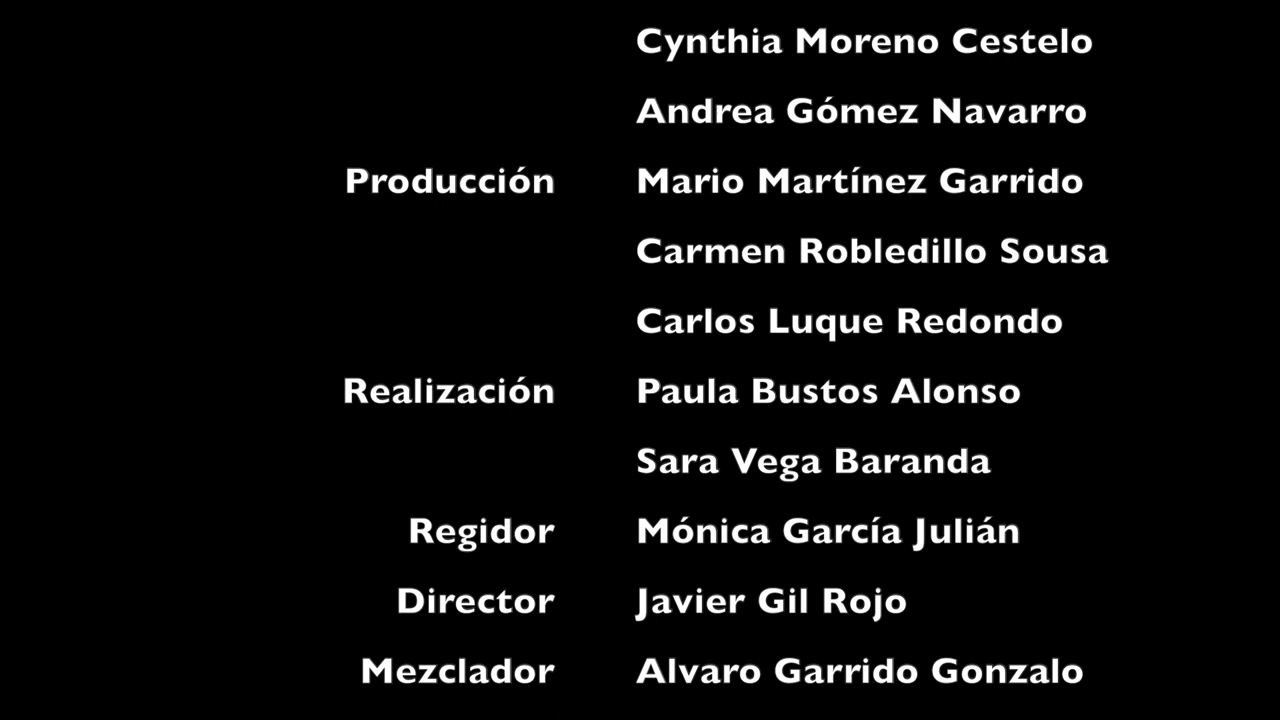 Cynthia Moreno Cestelo
Andrea Gómez Navarro
Producción Mario Martínez Garrido
Carmen Robledillo Sousa
Carlos Luque Redondo
Realización Paula Bustos Alonso
Sara Vega Baranda
Regidor Mónica García Julián
Director Javier Gil Rojo
Mezclador Alvaro Garrido Gonzalo